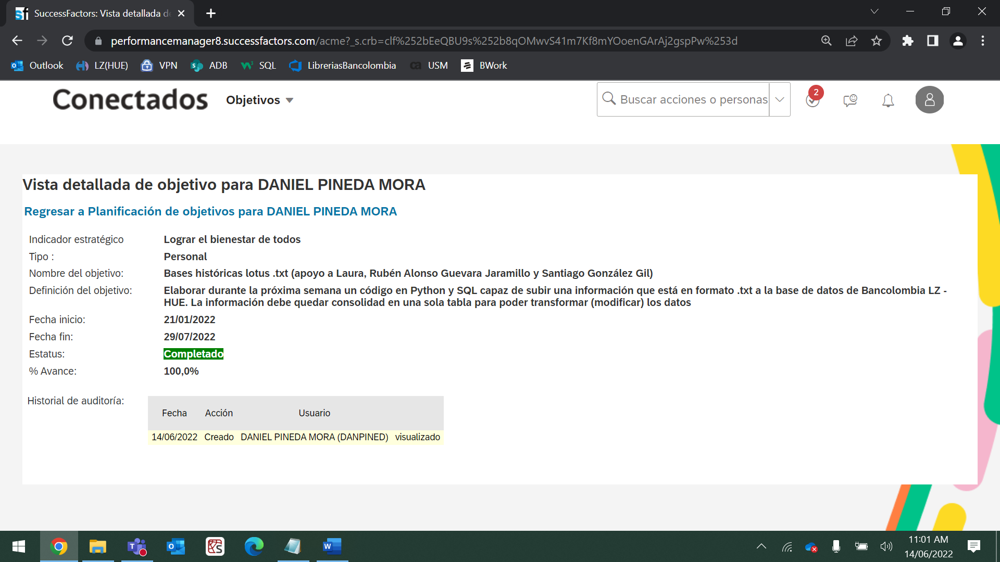 SuccessFactors: Vista detallada de
performancemanager8.successfactors.com/acme?_s.crb=clf%252bEeQBU9s%252b8qOMwvS41m7Kf8mYOoenGArAj2gspPw%253d
Outlook LZ(HUE) VPN ADB SQL LibreriasBancolombia USM BWork
Conectados Objetivos Buscar acciones o personas 2
Vista detallada de objetivo para DANIEL PINEDA MORA
Regresar a Planificación de objetivos para DANIEL PINEDA MORA
Indicador estratégico Lograr el bienestar de todos
Tipo : Personal
Nombre del objetivo: Bases históricas lotus .txt (apoyo a Laura, Rubén Alonso Guevara Jaramillo y Santiago González Gil)
Definición del objetivo: Elaborar durante la próxima semana un código en Python y SQL capaz de subir una información que está en formato .txt a la base de datos de Bancolombia LZ -
HUE. La información debe quedar consolidad en una sola tabla para poder transformar (modificar) los datos
Fecha inicio: 21/01/2022
Fecha fin: 29/07/2022
Estatus: Completado
% Avance: 100,0%
Historial de auditoría:
Fecha Acción Usuario
14/06/2022 Creado DANIEL PINEDA MORA (DANPINED) visualizado
11:01 AM
14/06/2022